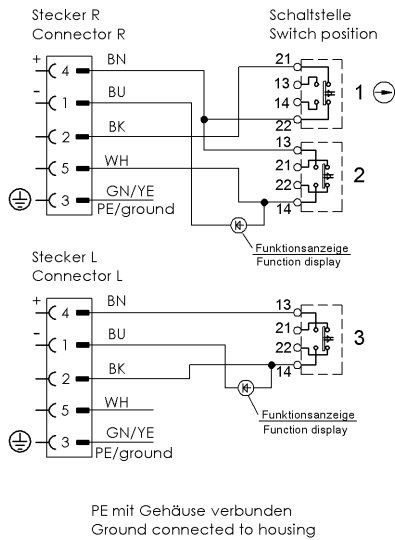 Stecker R
Connector R
Schaltstelle
Switch position
+ 4 BN
- 1 BU
2 BK
5 WH
3 GN/YE
PE/ground
21
13
14
22
1
13
21
22
14
2
Funktionsanzeige
Function display
Stecker L
Connector L
+ 4 BN
- 1 BU
2 BK
5 WH
3 GN/YE
PE/ground
13
21
22
14
3
Funktionsanzeige
Function display
PE mit Gehäuse verbunden
Ground connected to housing